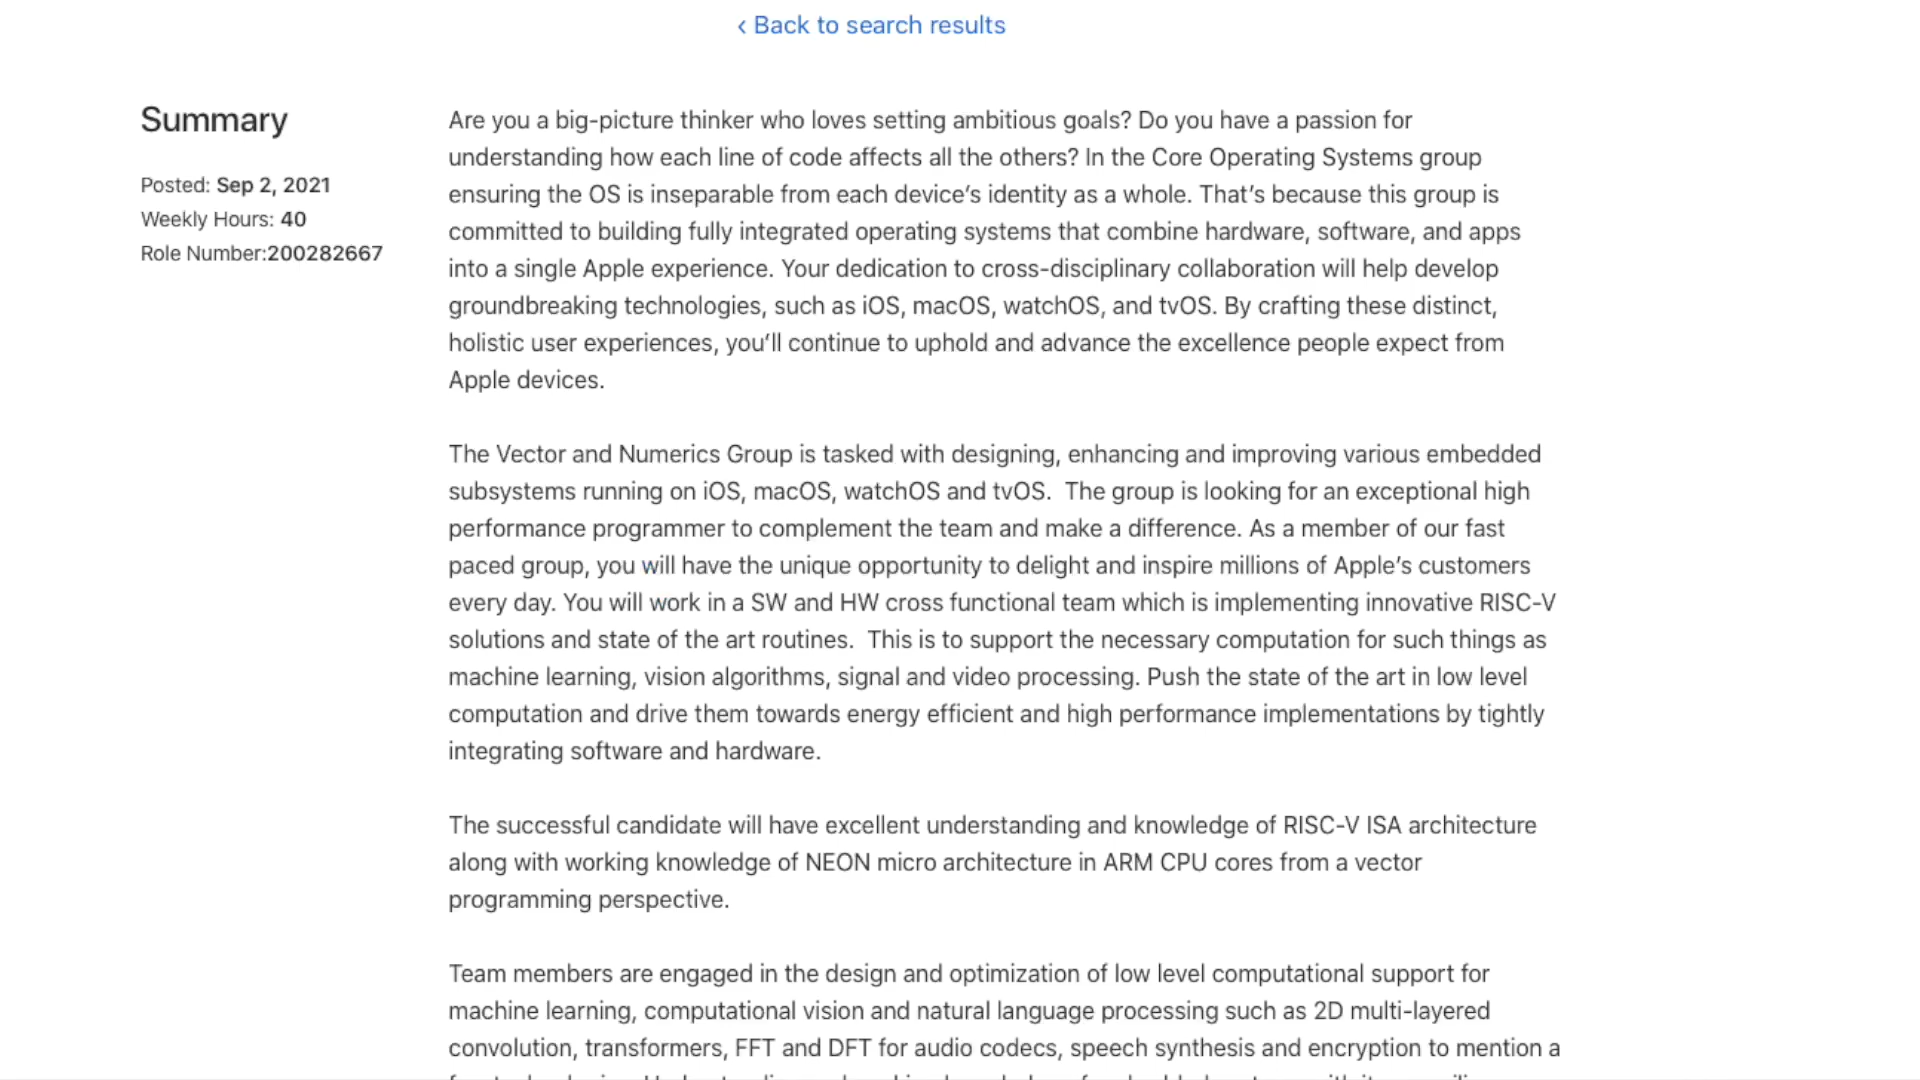 ‹ Back to search results
Summary
Posted: Sep 2, 2021
Weekly Hours: 40
Role Number:200282667
Are you a big-picture thinker who loves setting ambitious goals? Do you have a passion for
understanding how each line of code affects all the others? In the Core Operating Systems group
ensuring the OS is inseparable from each device’s identity as a whole. That’s because this group is
committed to building fully integrated operating systems that combine hardware, software, and apps
into a single Apple experience. Your dedication to cross-disciplinary collaboration will help develop
groundbreaking technologies, such as iOS, macOS, watchOS, and tvOS. By crafting these distinct,
holistic user experiences, you’ll continue to uphold and advance the excellence people expect from
Apple devices.
The Vector and Numerics Group is tasked with designing, enhancing and improving various embedded
subsystems running on iOS, macOS, watchOS and tvOS.  The group is looking for an exceptional high
performance programmer to complement the team and make a difference. As a member of our fast
paced group, you will have the unique opportunity to delight and inspire millions of Apple’s customers
every day. You will work in a SW and HW cross functional team which is implementing innovative RISC-V
solutions and state of the art routines.  This is to support the necessary computation for such things as
machine learning, vision algorithms, signal and video processing. Push the state of the art in low level
computation and drive them towards energy efficient and high performance implementations by tightly
integrating software and hardware.
The successful candidate will have excellent understanding and knowledge of RISC-V ISA architecture
along with working knowledge of NEON micro architecture in ARM CPU cores from a vector
programming perspective.
Team members are engaged in the design and optimization of low level computational support for
machine learning, computational vision and natural language processing such as 2D multi-layered
convolution, transformers, FFT and DFT for audio codecs, speech synthesis and encryption to mention a